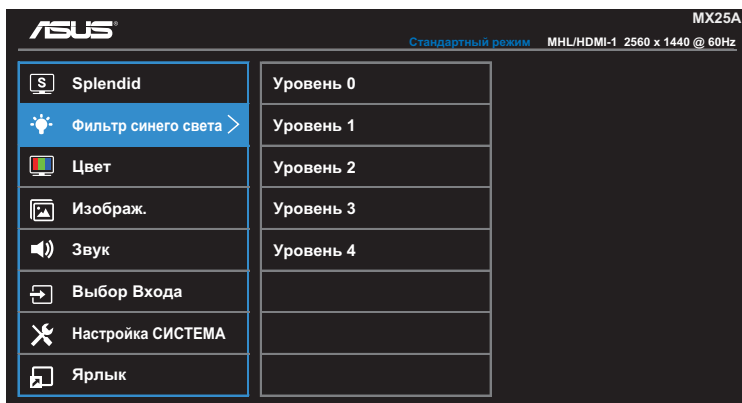 MX25A
ASUS®
Стандартный режим MHL/HDMI-1 2560 x 1440 @ 60Hz
S Splendid
Фильтр синего света
Цвет
Изображ.
Звук
Выбор Входа
Настройка СИСТЕМА
Ярлык
Уровень 0
Уровень 1
Уровень 2
Уровень 3
Уровень 4